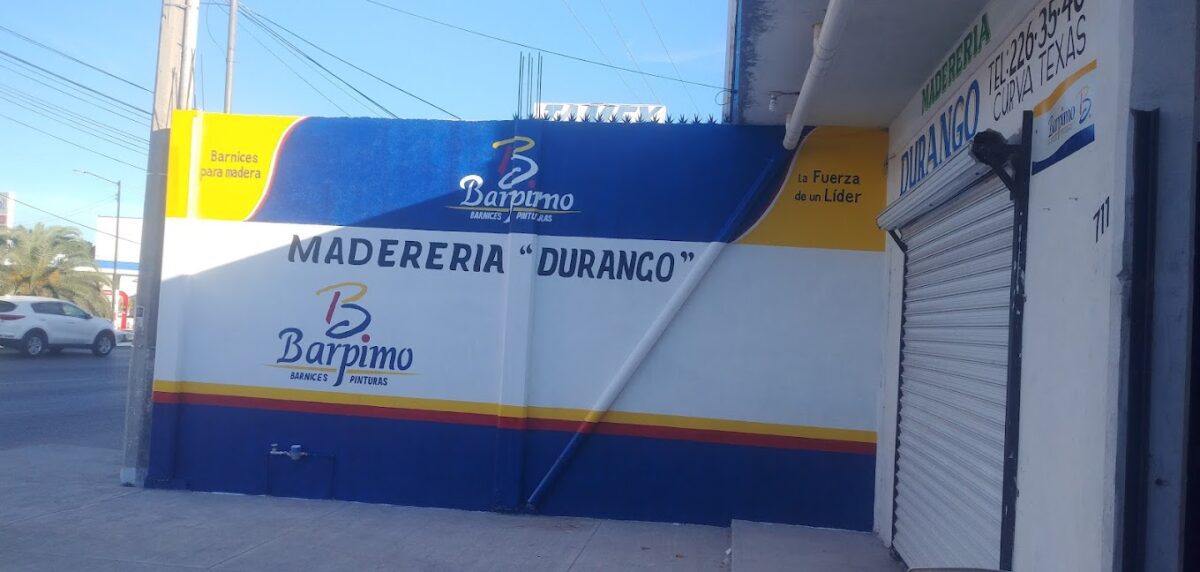 Barnices
para madera
Barpimo
BARNICES PINTURAS
La Fuerza
de un Líder
MADERERIA "DURANGO"
Barpimo
BARNICES PINTURAS
MADERERIA
DURANGO
TEL: 226·35·40
CURVA TEXAS
Barpimo
711